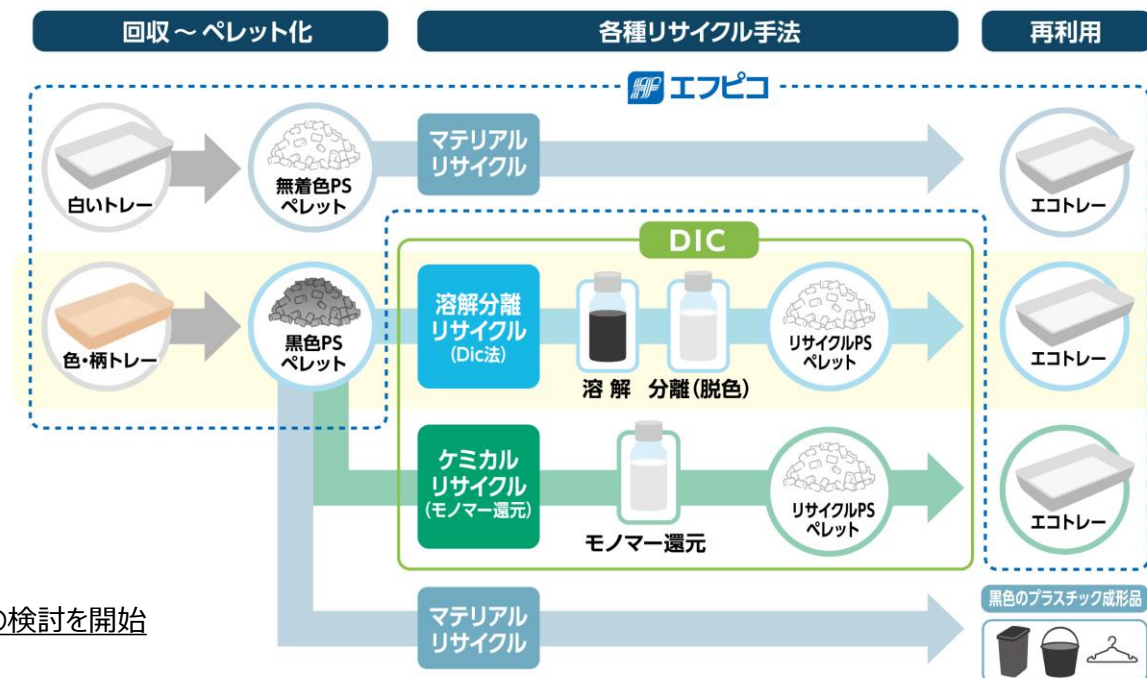 回収～ペレット化
各種リサイクル手法
再利用
エフピコ
白いトレー
無着色PS
ペレット
マテリアル
リサイクル
エコトレー
DIC
色・柄トレー
黒色PS
ペレット
溶解分離
リサイクル
(Dic法)
溶 解
分離(脱色)
リサイクルPS
ペレット
エコトレー
ケミカル
リサイクル
(モノマー還元)
モノマー還元
リサイクルPS
ペレット
エコトレー
の検討を開始
マテリアル
リサイクル
黒色のプラスチック成形品